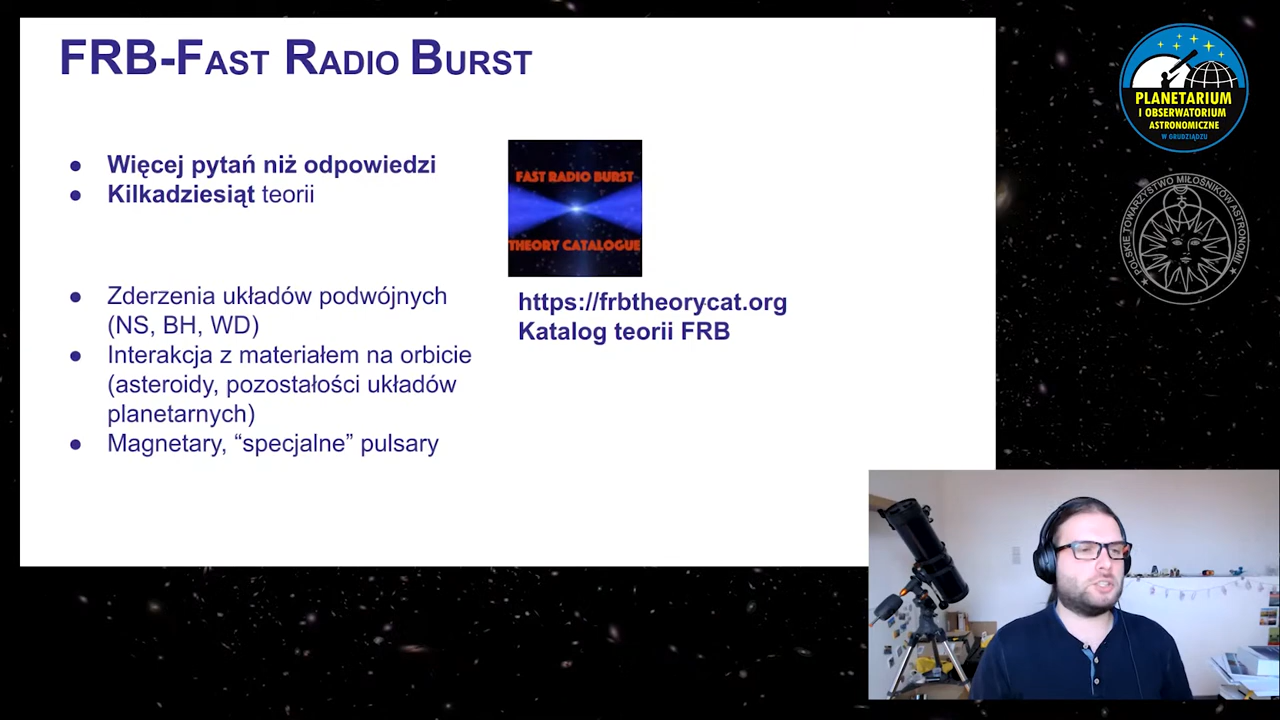 FRB-FAST RADIO BURST
● Więcej pytań niż odpowiedzi
● Kilkadziesiąt teorii
● Zderzenia układów podwójnych
(NS, BH, WD)
● Interakcja z materiałem na orbicie
(asteroidy, pozostałości układów
planetarnych)
● Magnetary, “specjalne” pulsary
FAST RADIO BURST
THEORY CATALOGUE
https://frbtheorycat.org
Katalog teorii FRB
PLANETARIUM
I OBSERWATORIUM
ASTRONOMICZNE
W GRUDZIĄDZU
POLSKIE TOWARZYSTWO MIŁOŚNIKÓW ASTRONOMII